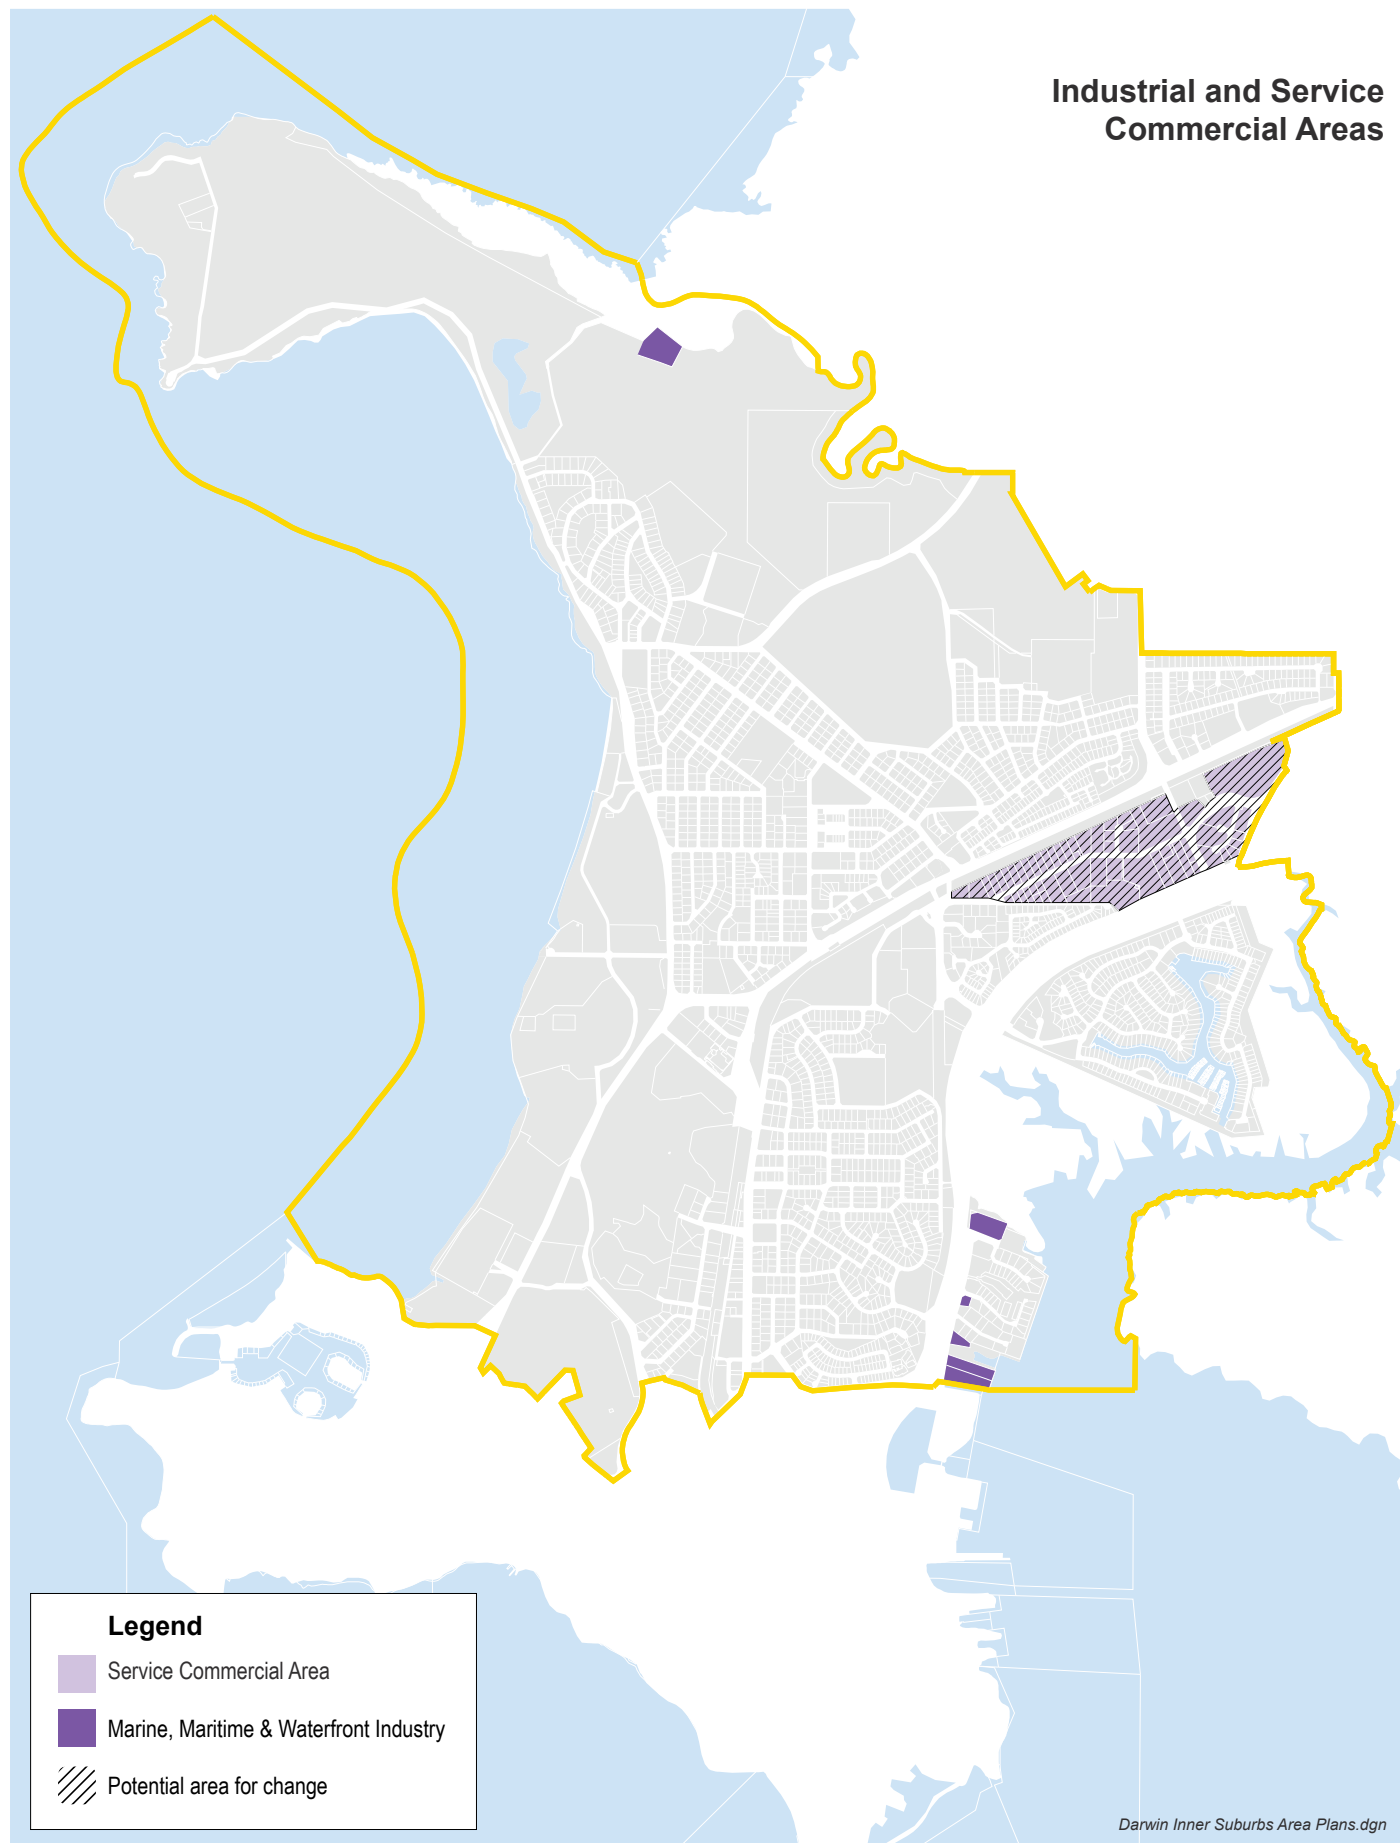 Industrial and Service
Commercial Areas
Legend
Service Commercial Area
Marine, Maritime & Waterfront Industry
Potential area for change
Darwin Inner Suburbs Area Plans.dgn